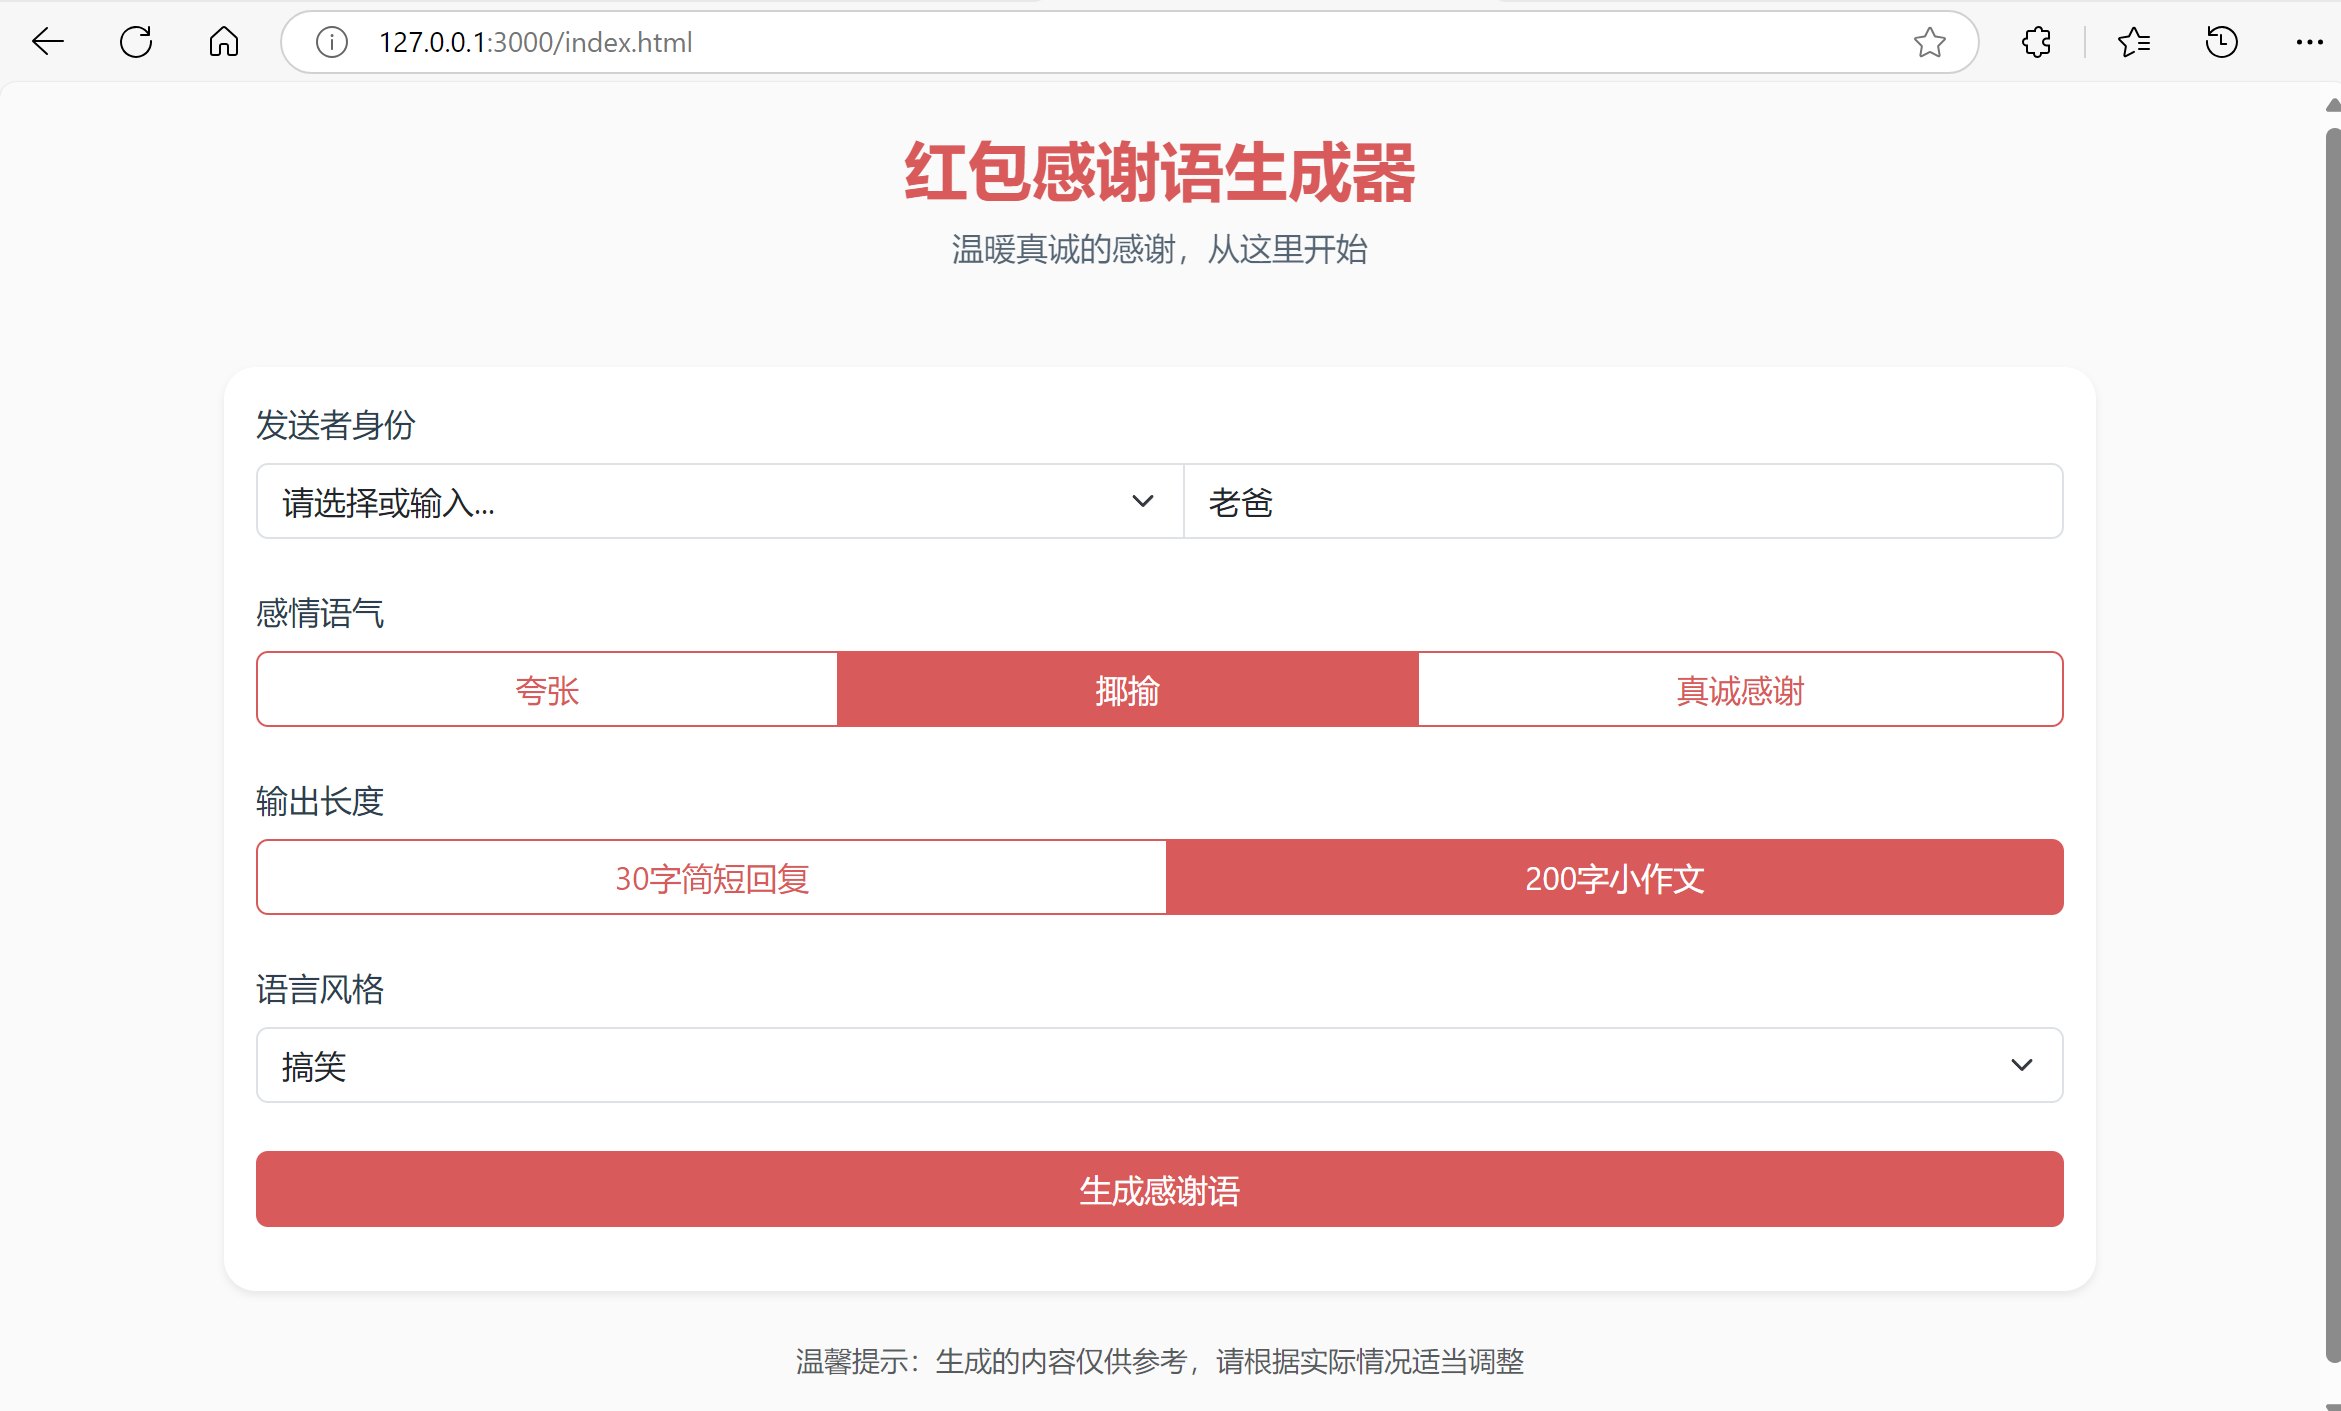 127.0.0.1:3000/index.html
红包感谢语生成器
温暖真诚的感谢，从这里开始
发送者身份
请选择或输入... 老爸
感情语气
夸张 揶揄 真诚感谢
输出长度
30字简短回复 200字小作文
语言风格
搞笑
生成感谢语
温馨提示：生成的内容仅供参考，请根据实际情况适当调整